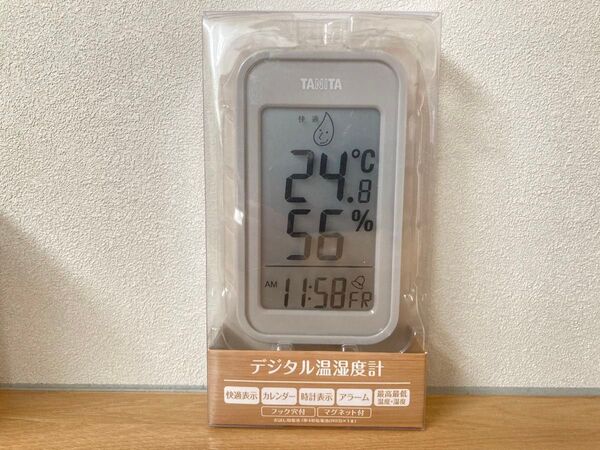 TANITA
快適
24.8℃
56%
AM 11:58 FR
デジタル温湿度計
快適表示 カレンダー 時計表示 アラーム 最高最低温度・湿度
フック穴付 マグネット付